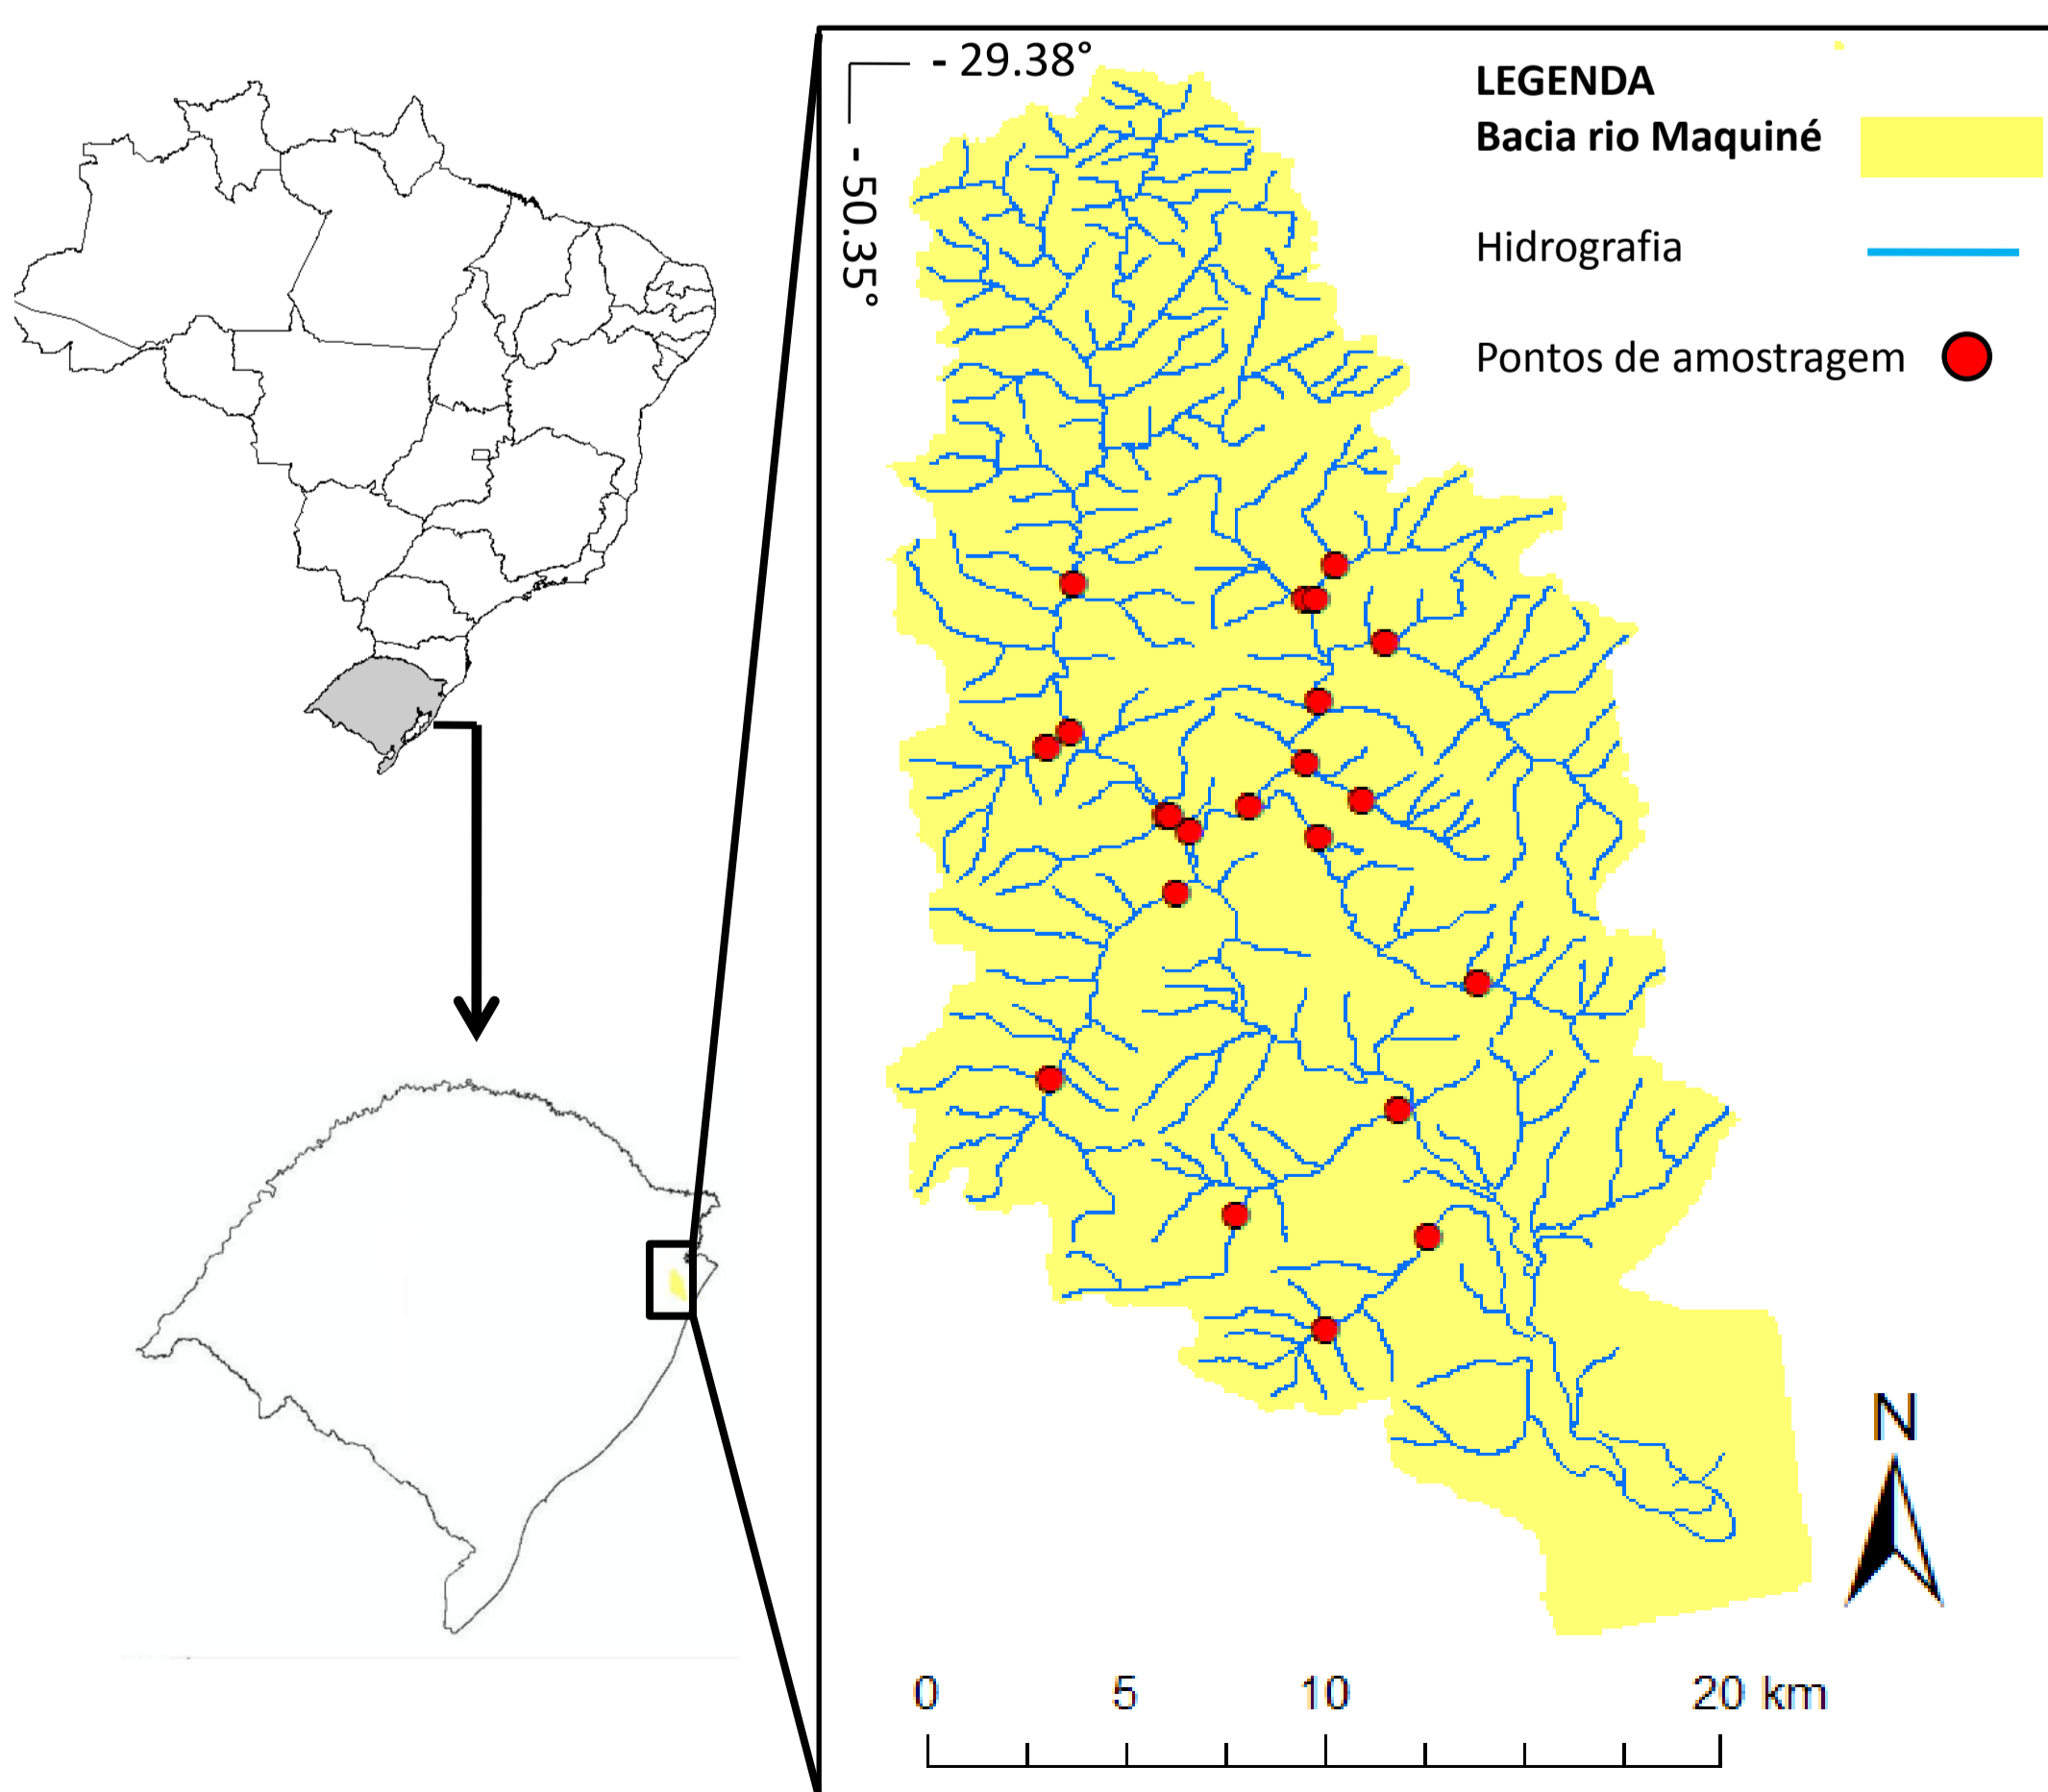 - 29.38°
- 50.35°
LEGENDA
Bacia rio Maquiné
Hidrografia
Pontos de amostragem
N
0 5 10 20 km